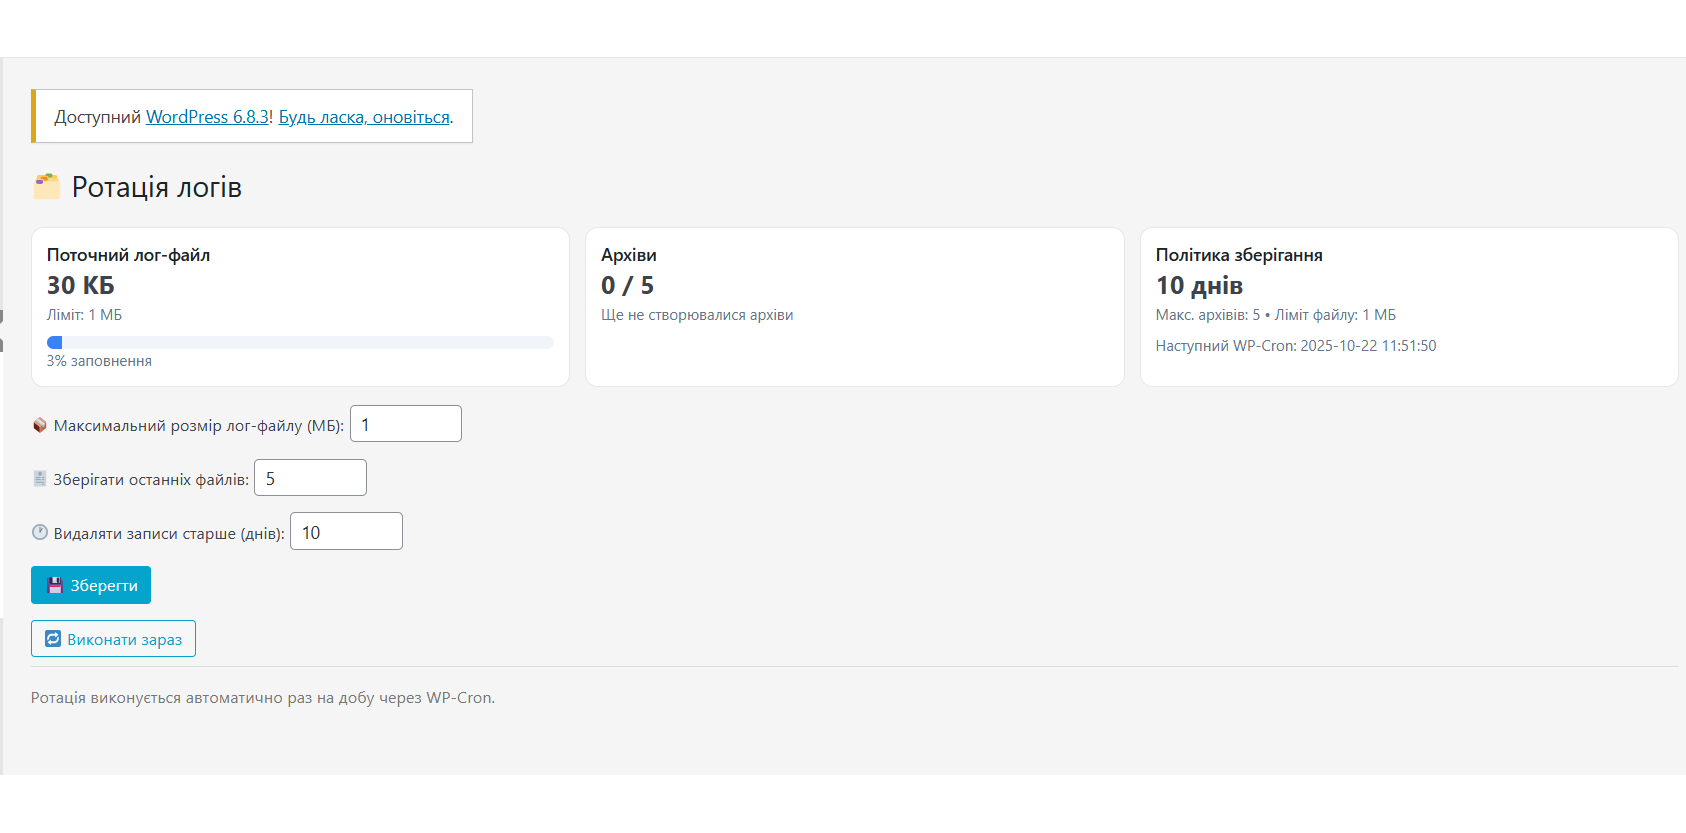 Доступний WordPress 6.8.3! Будь ласка, оновіться.
Ротація логів
Поточний лог-файл
30 КБ
Ліміт: 1 МБ
3% заповнення
Архіви
0 / 5
Ще не створювалися архіви
Політика зберігання
10 днів
Макс. архівів: 5 • Ліміт файлу: 1 МБ
Наступний WP-Cron: 2025-10-22 11:51:50
Максимальний розмір лог-файлу (МБ): 1
Зберігати останніх файлів: 5
Видаляти записи старше (днів): 10
Зберегти
Виконати зараз
Ротація виконується автоматично раз на добу через WP-Cron.